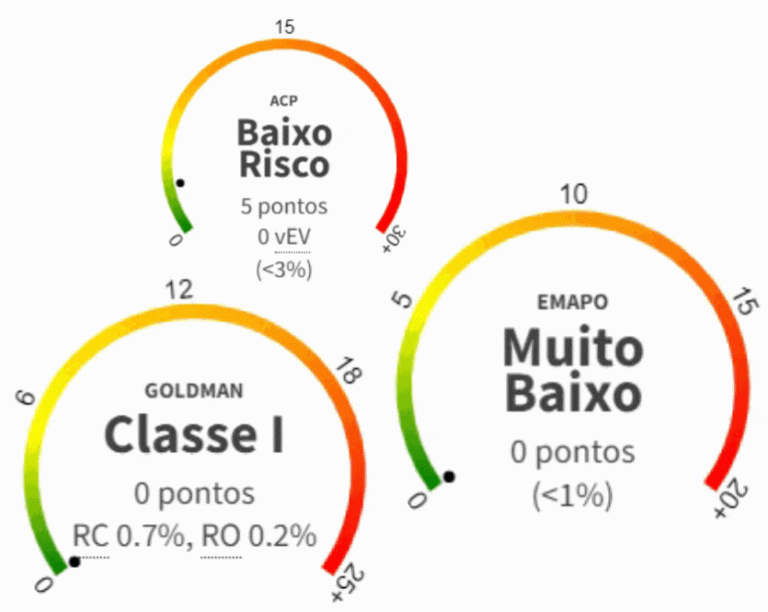 15
ACP
Baixo
Risco
5 pontos
0 vEV
(<3%)
0
30+
12
6
18
GOLDMAN
Classe I
0 pontos
RC 0.7%, RO 0.2%
0
25+
10
5
15
EMAPO
Muito
Baixo
0 pontos
(<1%)
0
20+